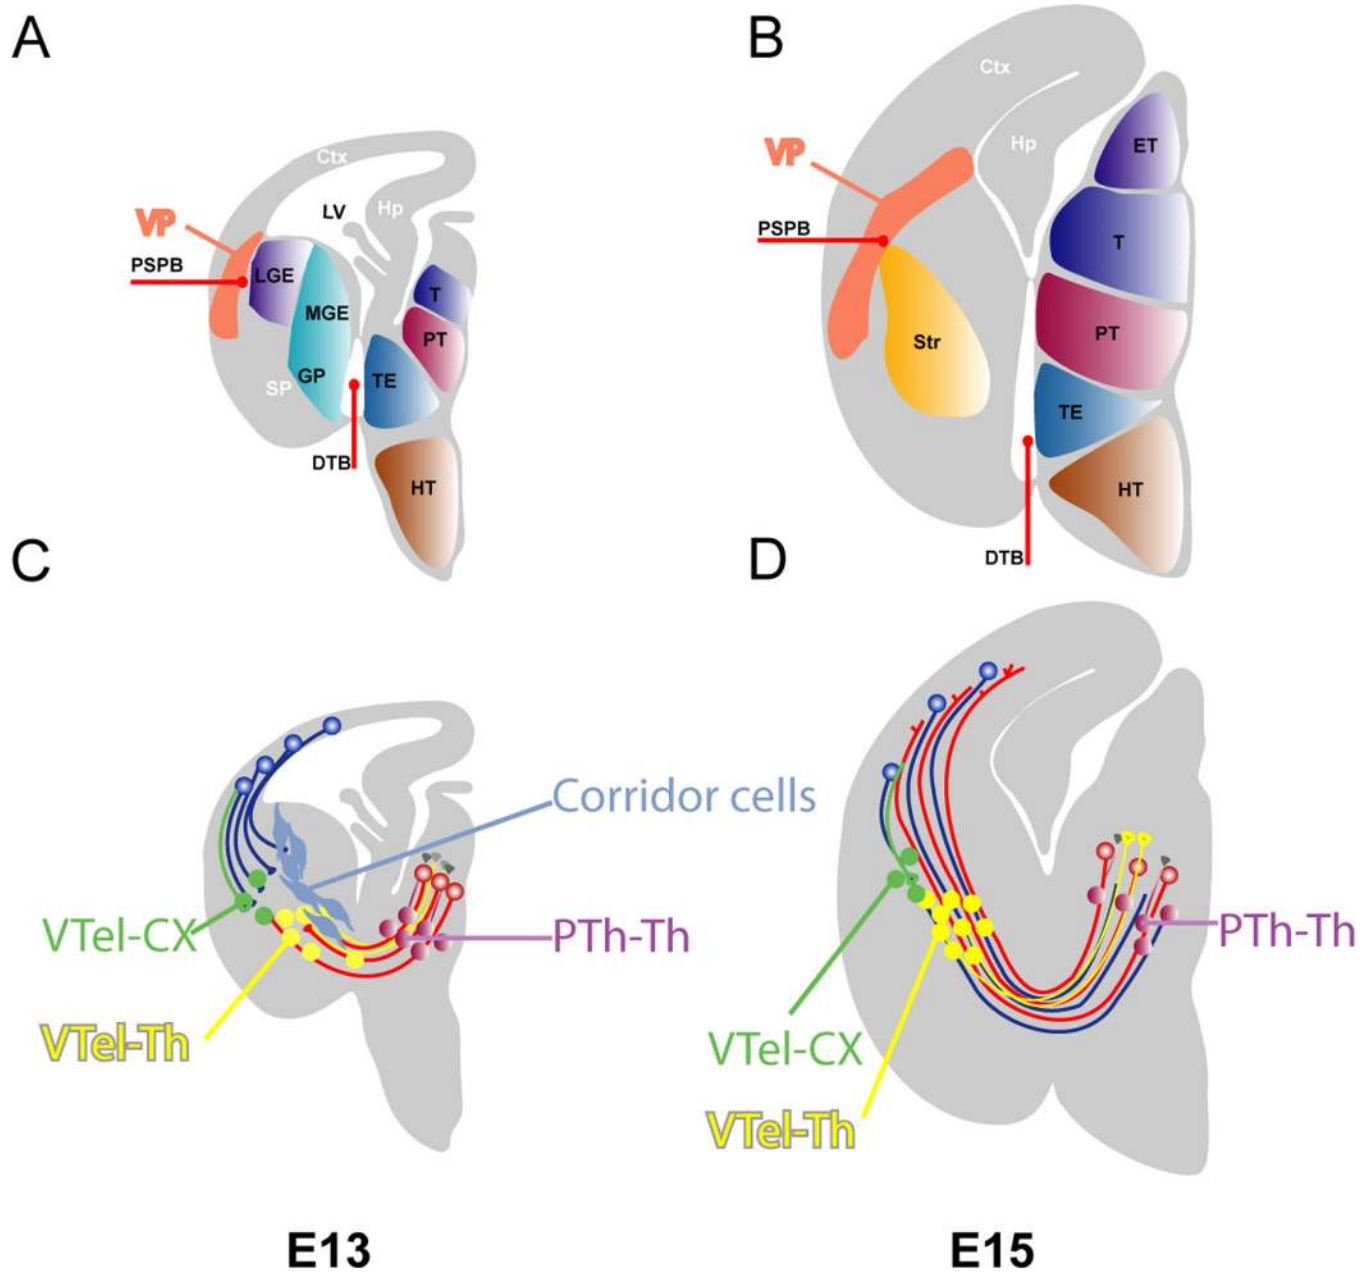 A
Ctx
LV
Hp
VP
PSPB
LGE
MGE
T
PT
SP
GP
TE
DTB
HT
B
Ctx
VP
Hp
ET
PSPB
T
Str
PT
TE
HT
DTB
C
Corridor cells
VTel-CX
PTh-Th
VTel-Th
E13
D
PTh-Th
VTel-CX
VTel-Th
E15